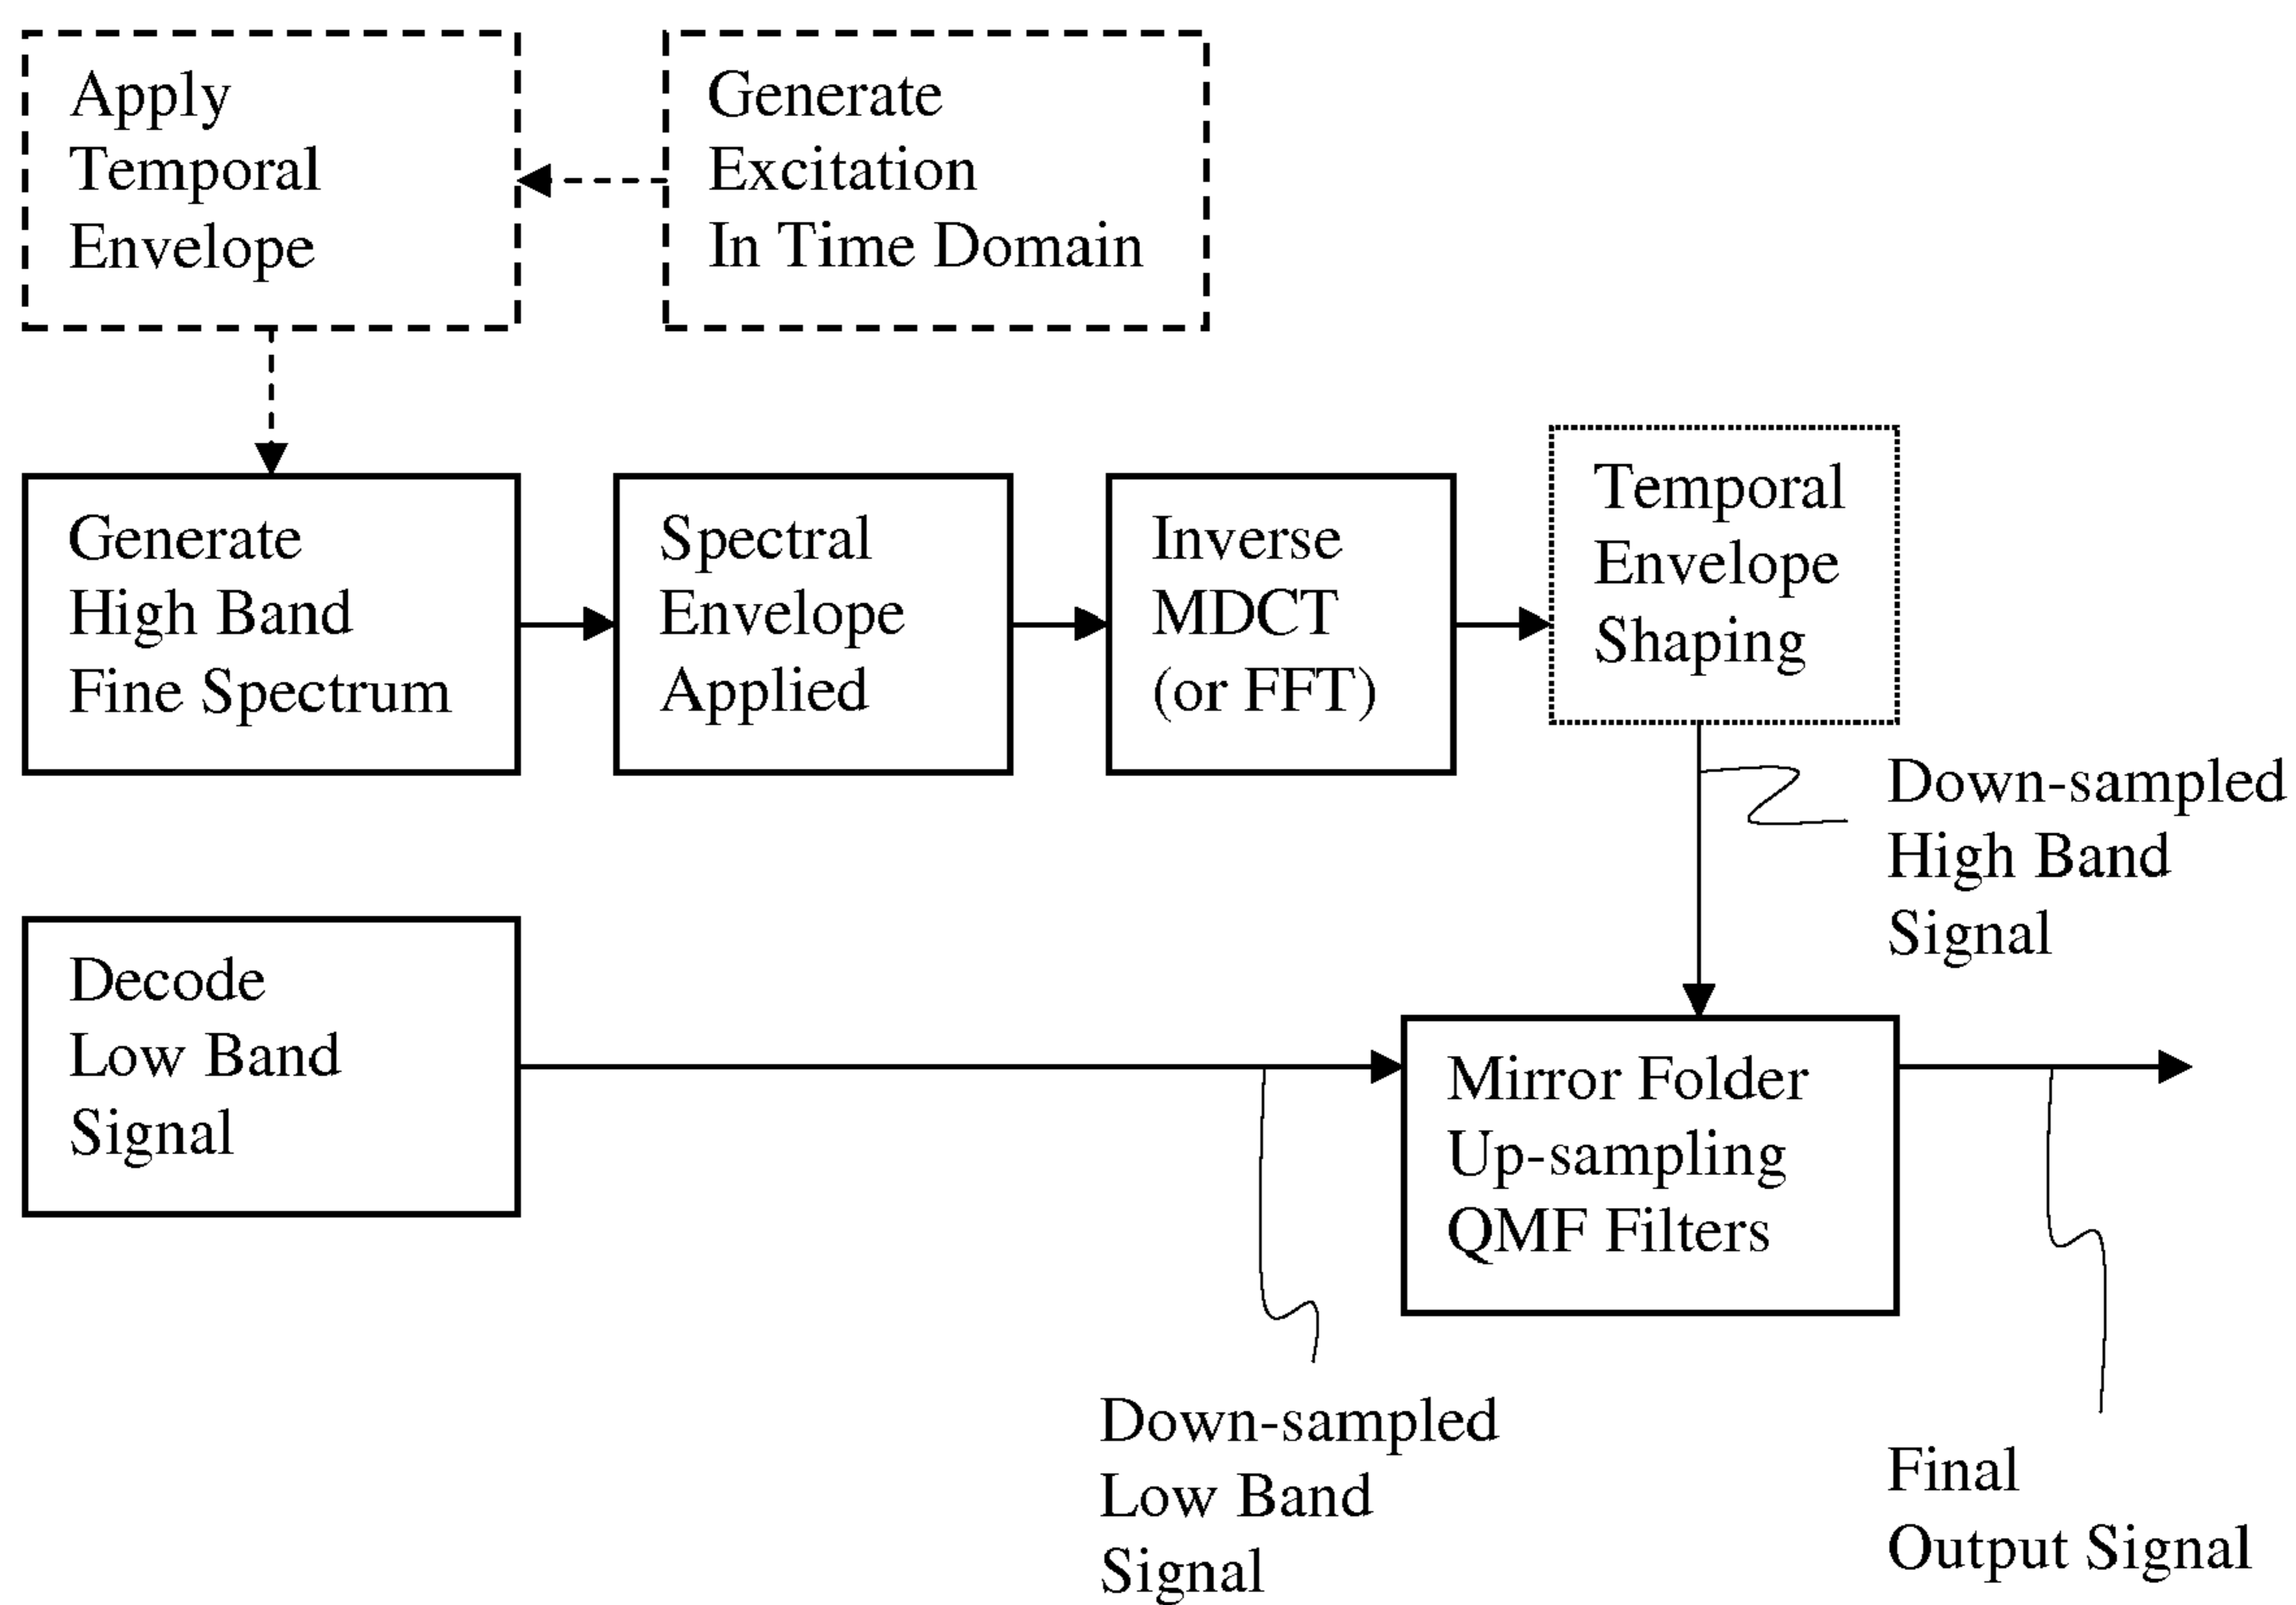 Apply
Temporal
Envelope
Generate
Excitation
In Time Domain
Generate
High Band
Fine Spectrum
Spectral
Envelope
Applied
Inverse
MDCT
(or FFT)
Temporal
Envelope
Shaping
Down-sampled
High Band
Signal
Decode
Low Band
Signal
Mirror Folder
Up-sampling
QMF Filters
Down-sampled
Low Band
Signal
Final
Output Signal